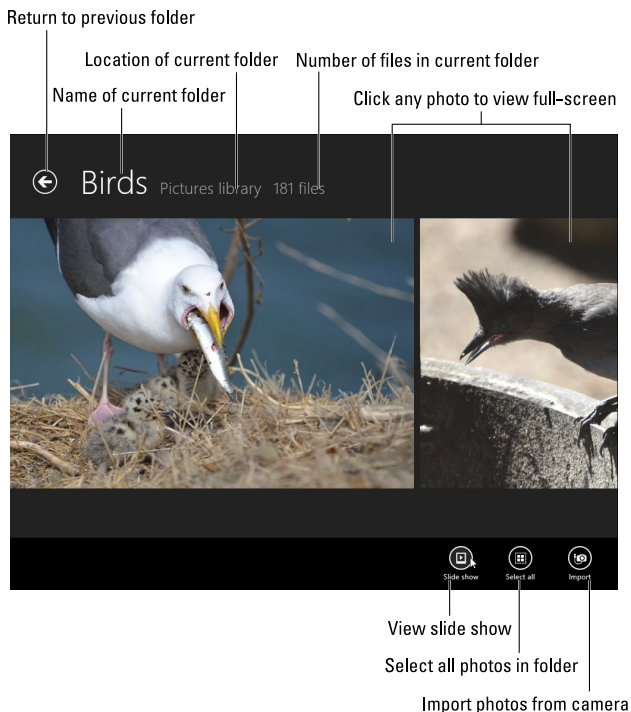 Return to previous folder
Location of current folder Number of files in current folder
Name of current folder
Click any photo to view full-screen
Birds Pictures library 181 files
Slide show Select all Import
View slide show
Select all photos in folder
Import photos from camera